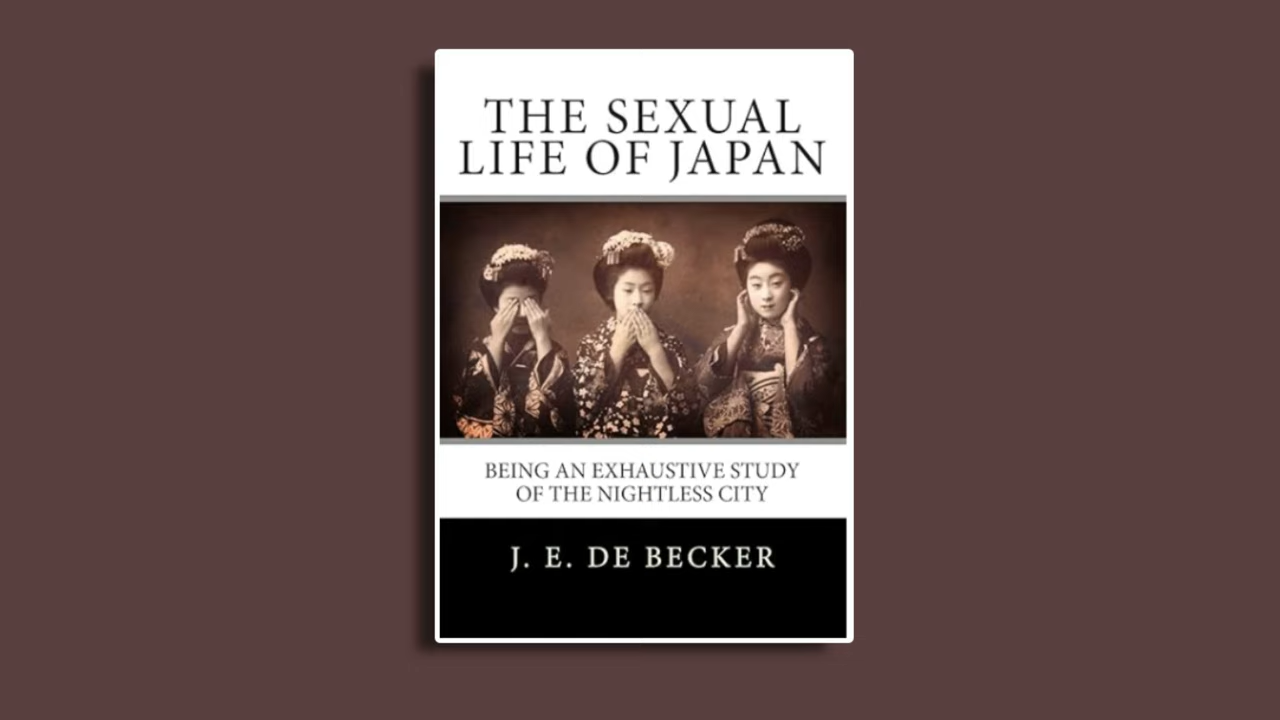 THE SEXUAL
LIFE OF JAPAN
BEING AN EXHAUSTIVE STUDY
OF THE NIGHTLESS CITY
J. E. DE BECKER